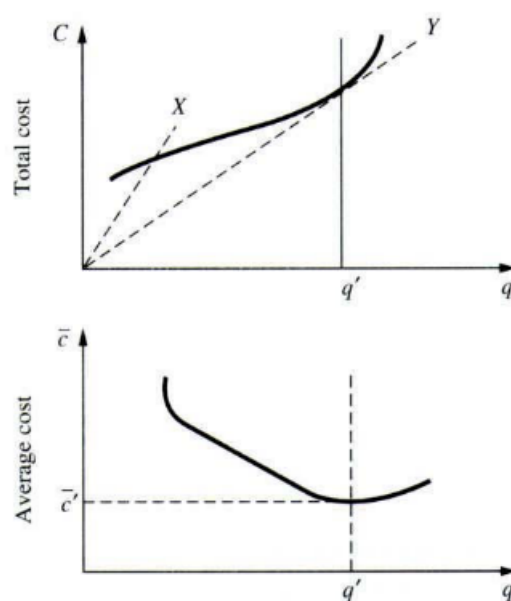 C
Y
X
Total cost
q′
q
c̄
Average cost
c̄′
q′
q